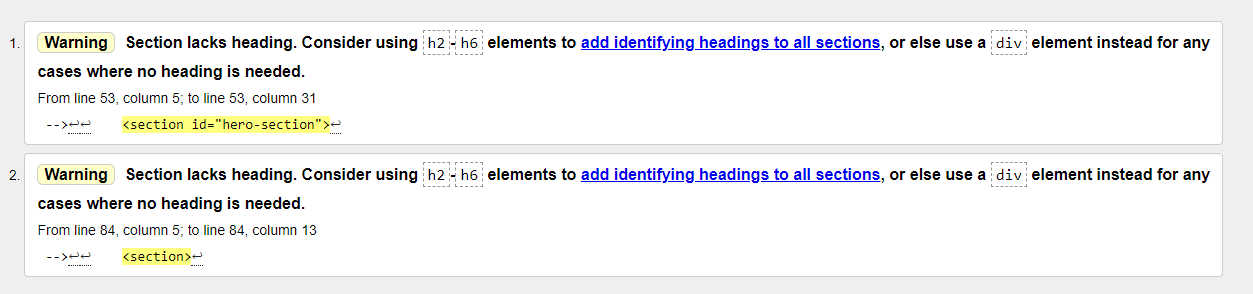 1. Warning Section lacks heading. Consider using h2-h6 elements to add identifying headings to all sections, or else use a div element instead for any
cases where no heading is needed.
From line 53, column 5; to line 53, column 31
-->↩↩ <section id="hero-section">↩
2. Warning Section lacks heading. Consider using h2-h6 elements to add identifying headings to all sections, or else use a div element instead for any
cases where no heading is needed.
From line 84, column 5; to line 84, column 13
-->↩↩ <section>↩